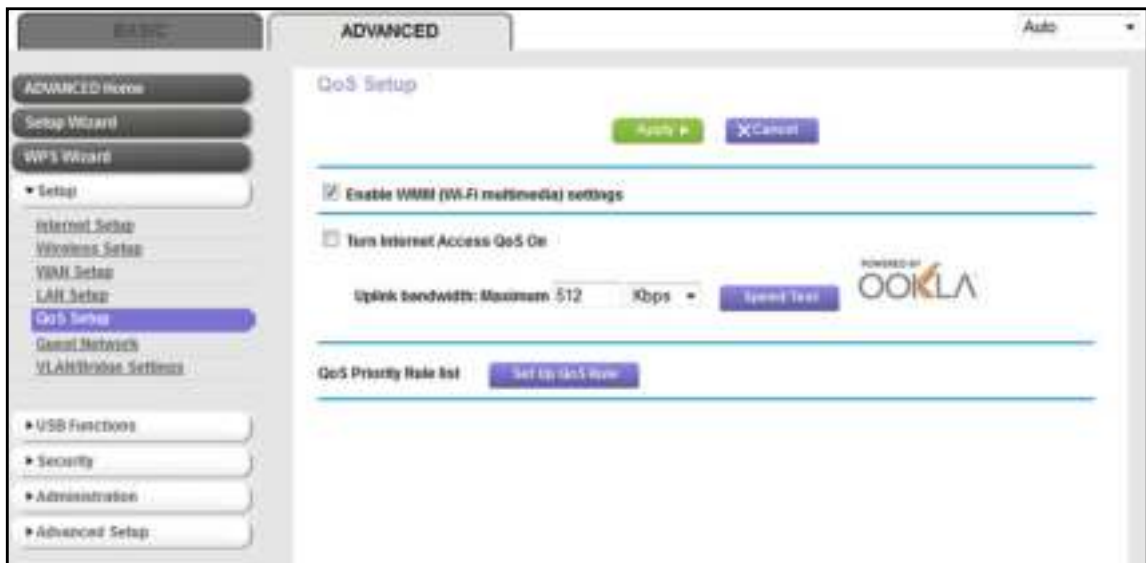 BASIC
ADVANCED
Auto
ADVANCED Home
Setup Wizard
WPS Wizard
Setup
Internet Setup
Wireless Setup
WAN Setup
LAN Setup
QoS Setup
Guest Network
VLAN/Bridge Settings
USB Functions
Security
Administration
Advanced Setup
QoS Setup
Apply
X Cancel
Enable WMM (Wi-Fi multimedia) settings
Turn Internet Access QoS On
Uplink bandwidth: Maximum 512 Kbps Speed Test
POWERED BY
OOKLA
QoS Priority Rule list Set Up QoS Rule